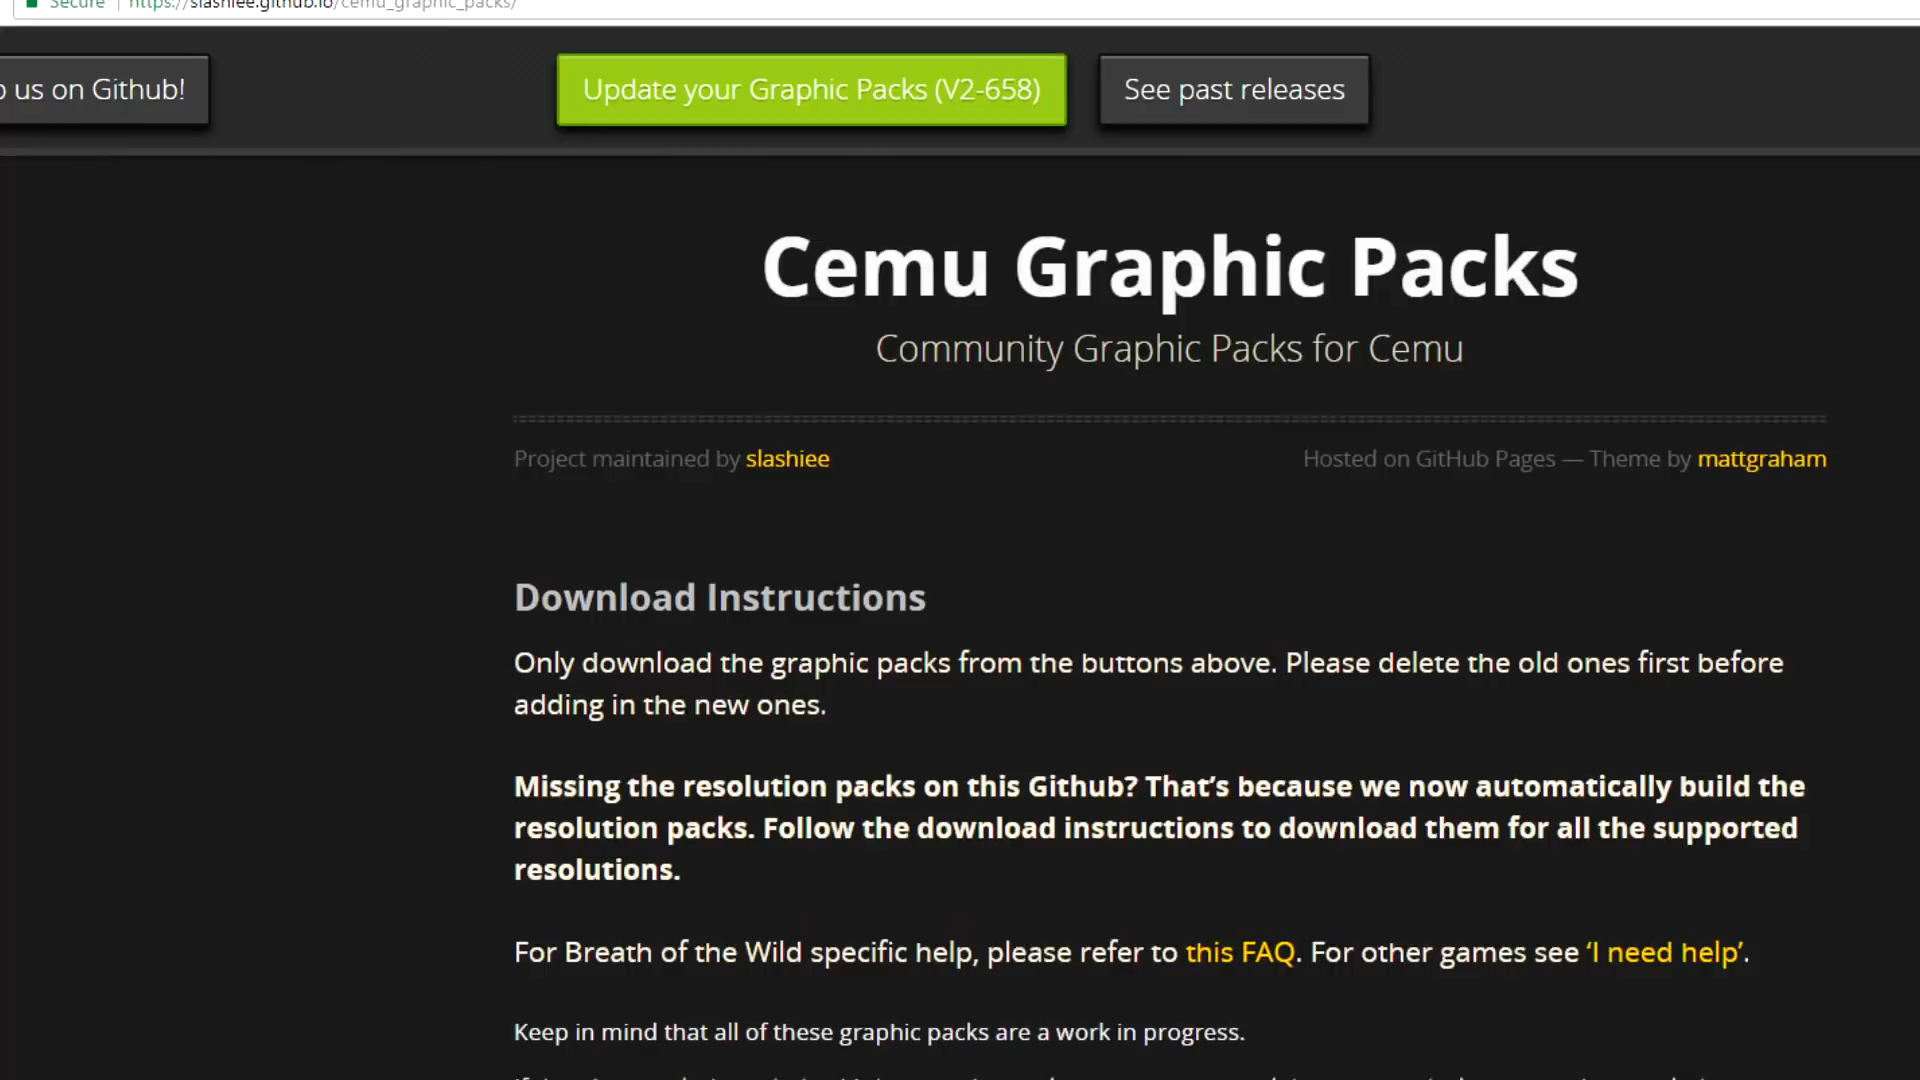 Secure https://slashiee.github.io/cemu_graphic_packs/
us on Github!
Update your Graphic Packs (V2-658)
See past releases
Cemu Graphic Packs
Community Graphic Packs for Cemu
Project maintained by slashiee
Hosted on GitHub Pages — Theme by mattgraham
Download Instructions
Only download the graphic packs from the buttons above. Please delete the old ones first before
adding in the new ones.
Missing the resolution packs on this Github? That’s because we now automatically build the
resolution packs. Follow the download instructions to download them for all the supported
resolutions.
For Breath of the Wild specific help, please refer to this FAQ. For other games see ‘I need help’.
Keep in mind that all of these graphic packs are a work in progress.